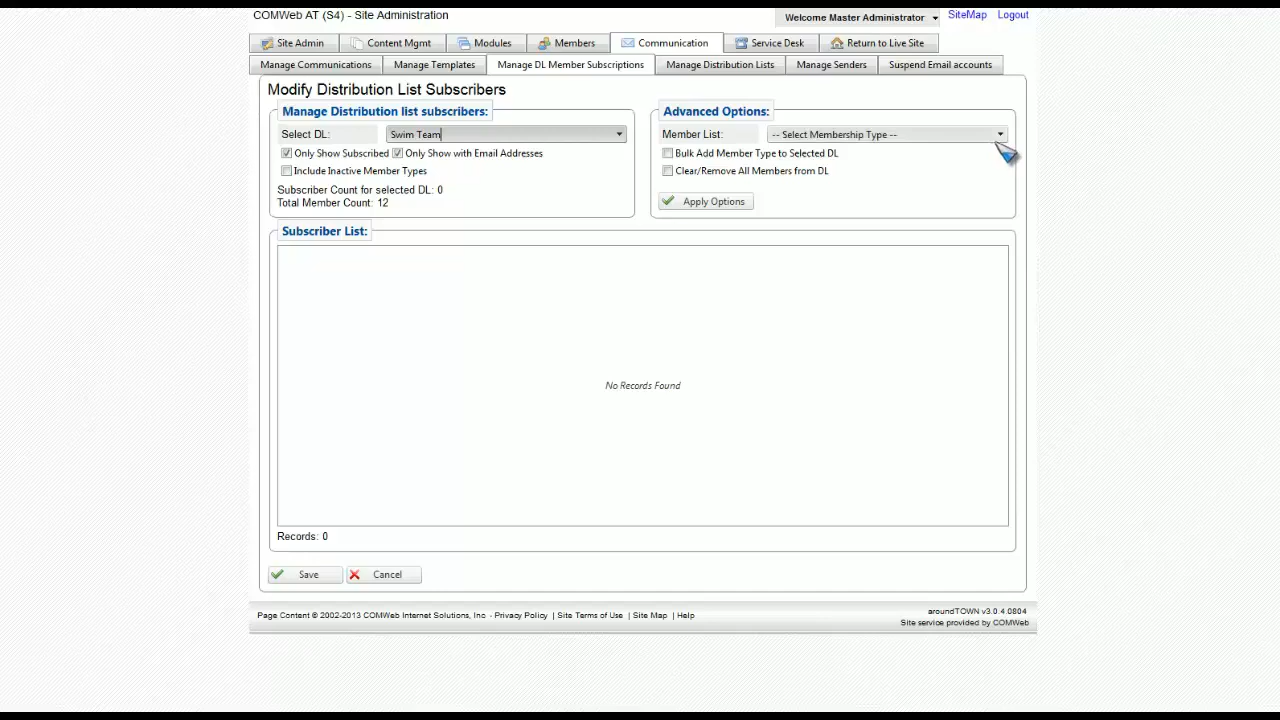 COMWeb AT (S4) - Site Administration
Welcome Master Administrator SiteMap Logout
Site Admin Content Mgmt Modules Members Communication Service Desk Return to Live Site
Manage Communications Manage Templates Manage DL Member Subscriptions Manage Distribution Lists Manage Senders Suspend Email accounts
Modify Distribution List Subscribers
Manage Distribution list subscribers:
Select DL: Swim Team
Only Show Subscribed Only Show with Email Addresses
Include Inactive Member Types
Subscriber Count for selected DL: 0
Total Member Count: 12
Advanced Options:
Member List: -- Select Membership Type --
Bulk Add Member Type to Selected DL
Clear/Remove All Members from DL
Apply Options
Subscriber List:
No Records Found
Records: 0
Save Cancel
Page Content © 2002-2013 COMWeb Internet Solutions, Inc - Privacy Policy | Site Terms of Use | Site Map | Help
aroundTOWN v3.0 4.0804
Site service provided by COMWeb